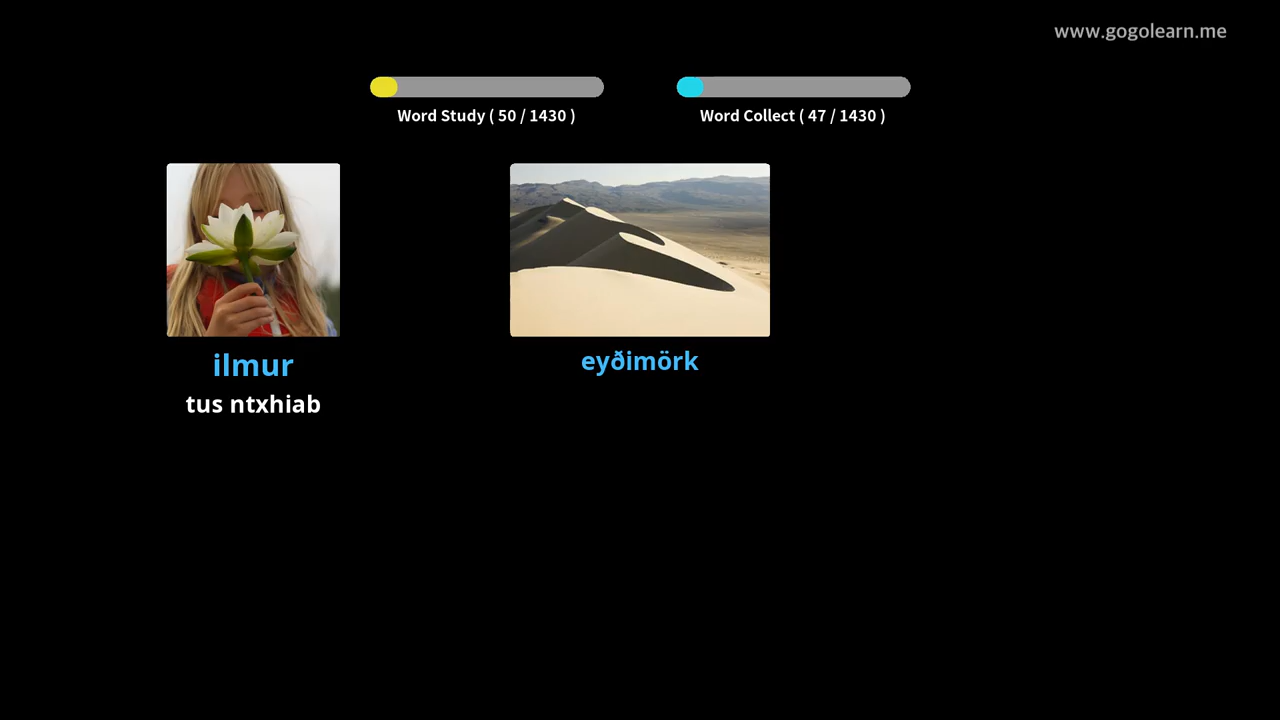 www.gogolearn.me
Word Study ( 50 / 1430 )
Word Collect ( 47 / 1430 )
ilmur
tus ntxhiab
eyðimörk